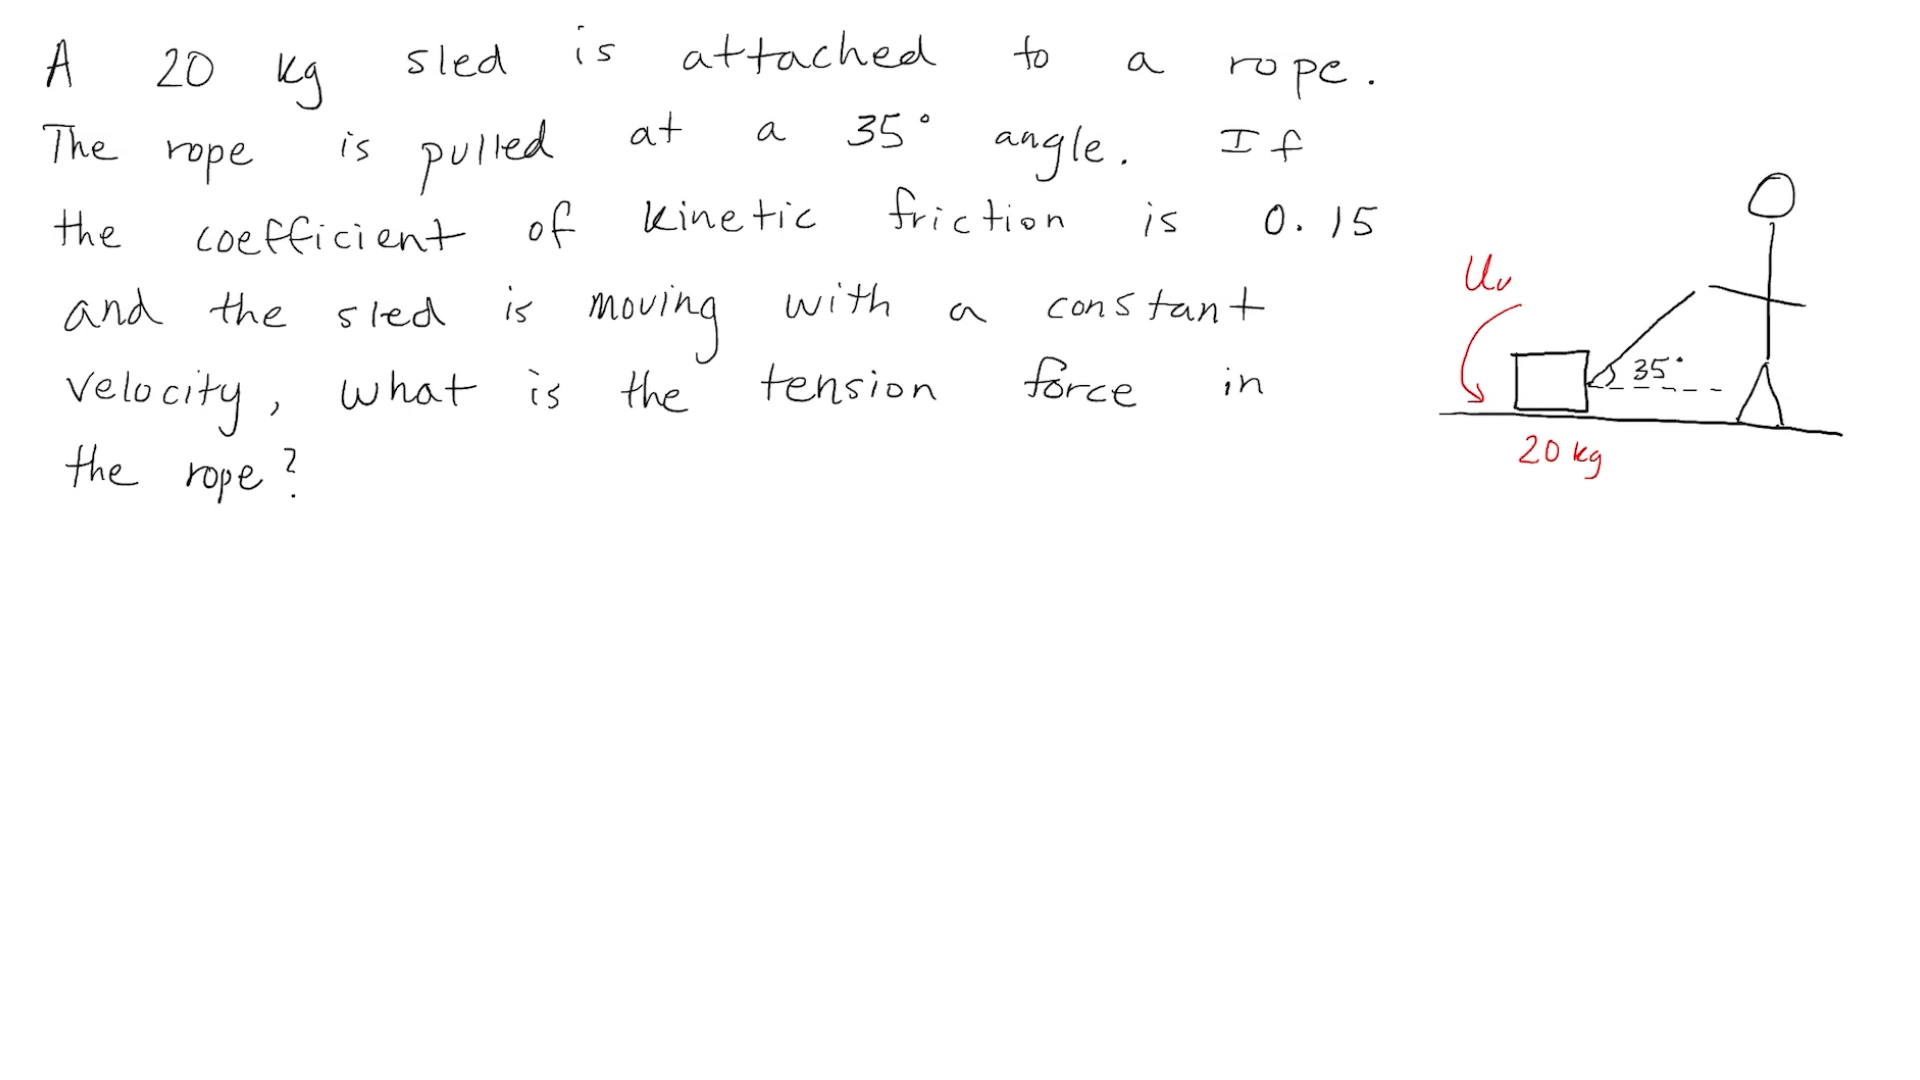 A 20 kg sled is attached to a rope.
The rope is pulled at a 35° angle. If
the coefficient of kinetic friction is 0.15
and the sled is moving with a constant
velocity, what is the tension force in
the rope?
35°
20 kg